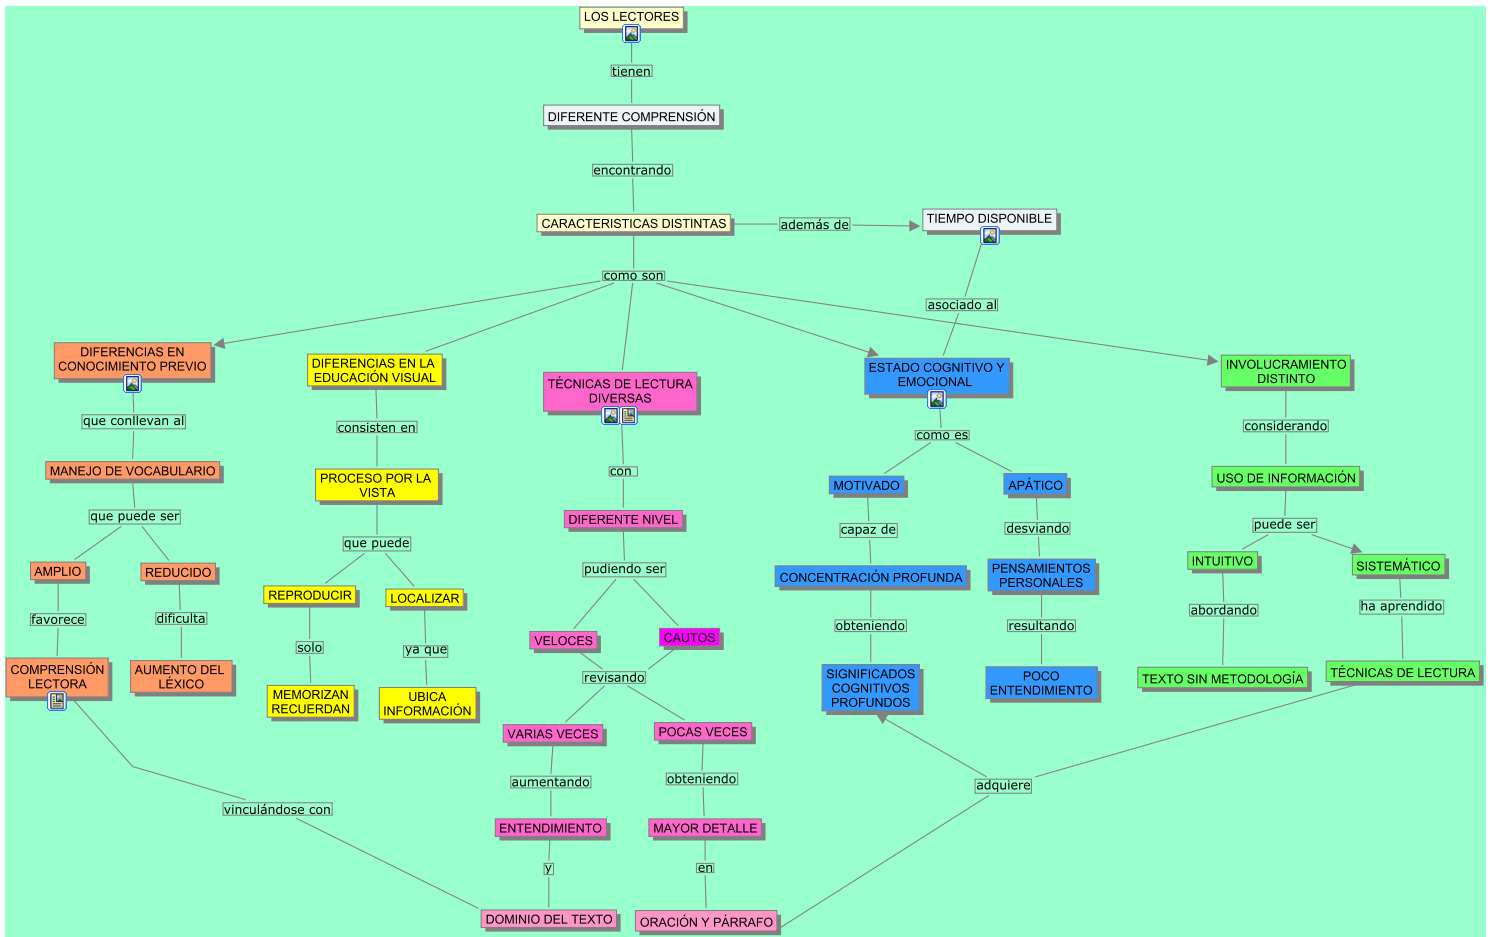 LOS LECTORES
tienen
DIFERENTE COMPRENSIÓN
encontrando
CARACTERISTICAS DISTINTAS
además de
TIEMPO DISPONIBLE
como son
asociado al
DIFERENCIAS EN
CONOCIMIENTO PREVIO
que conllevan al
MANEJO DE VOCABULARIO
que puede ser
AMPLIO
REDUCIDO
favorece
dificulta
COMPRENSIÓN
LECTORA
AUMENTO DEL
LÉXICO
vinculándose con
DIFERENCIAS EN LA
EDUCACIÓN VISUAL
consisten en
PROCESO POR LA
VISTA
que puede
REPRODUCIR
LOCALIZAR
solo
ya que
MEMORIZAN
RECUERDAN
UBICA
INFORMACIÓN
TÉCNICAS DE LECTURA
DIVERSAS
con
DIFERENTE NIVEL
pudiendo ser
VELOCES
CAUTOS
revisando
VARIAS VECES
POCAS VECES
aumentando
obteniendo
ENTENDIMIENTO
MAYOR DETALLE
y
en
DOMINIO DEL TEXTO
ORACIÓN Y PÁRRAFO
ESTADO COGNITIVO Y
EMOCIONAL
como es
MOTIVADO
APÁTICO
capaz de
desviando
CONCENTRACIÓN PROFUNDA
PENSAMIENTOS
PERSONALES
obteniendo
resultando
SIGNIFICADOS
COGNITIVOS
PROFUNDOS
POCO
ENTENDIMIENTO
adquiere
INVOLUCRAMIENTO
DISTINTO
considerando
USO DE INFORMACIÓN
puede ser
INTUITIVO
SISTEMÁTICO
abordando
ha aprendido
TEXTO SIN METODOLOGÍA
TÉCNICAS DE LECTURA